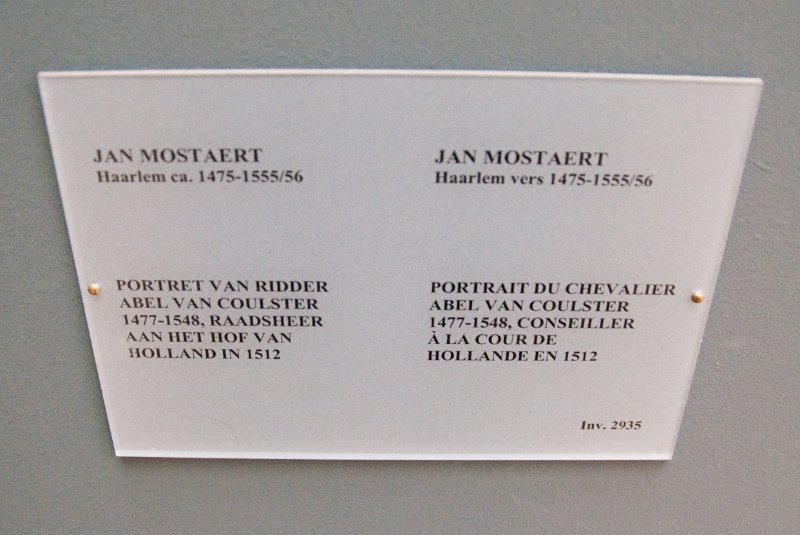 JAN MOSTAERT
Haarlem ca. 1475-1555/56
PORTRET VAN RIDDER
ABEL VAN COULSTER
1477-1548, RAADSHEER
AAN HET HOF VAN
HOLLAND IN 1512
JAN MOSTAERT
Haarlem vers 1475-1555/56
PORTRAIT DU CHEVALIER
ABEL VAN COULSTER
1477-1548, CONSEILLER
À LA COUR DE
HOLLANDE EN 1512
Inv. 2935